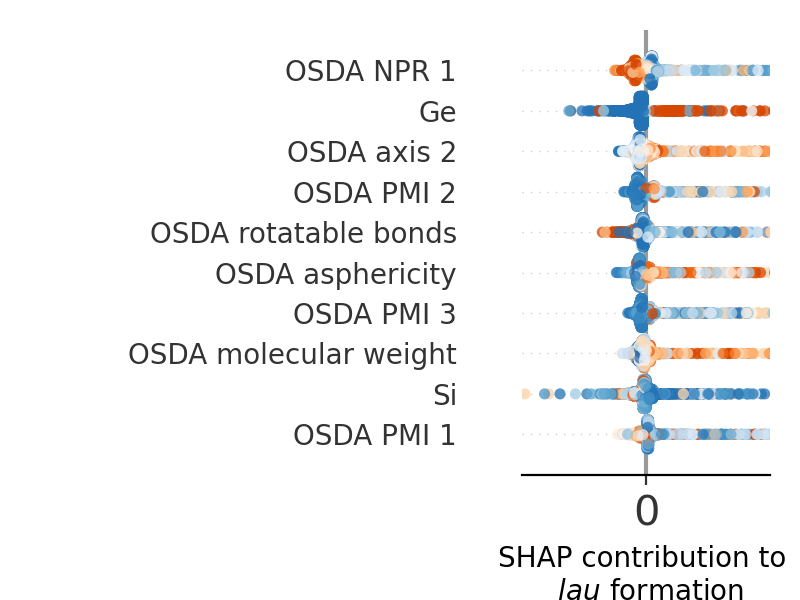 OSDA NPR 1
Ge
OSDA axis 2
OSDA PMI 2
OSDA rotatable bonds
OSDA asphericity
OSDA PMI 3
OSDA molecular weight
Si
OSDA PMI 1
0
SHAP contribution to
lau formation